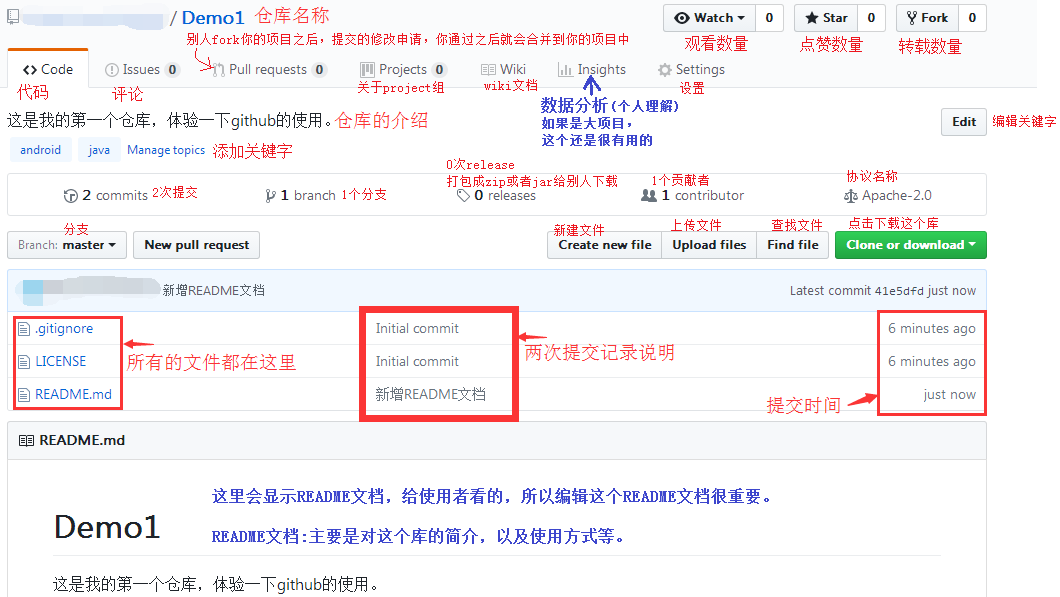 / Demo1 仓库名称
Watch 0 Star 0 Fork 0
观看数量 点赞数量 转载数量
别人fork你的项目之后，提交的修改申请，你通过之后就会合并到你的项目中
Code Issues 0 Pull requests 0 Projects 0 Wiki Insights Settings
代码 评论 关于project组 wiki文档 设置
数据分析(个人理解)
如果是大项目，
这个还是很有用的
这是我的第一个仓库，体验一下github的使用。仓库的介绍
Edit 编辑关键字
android java Manage topics 添加关键字
0次release
打包成zip或者jar给别人下载 1个贡献者 协议名称
2 commits 2次提交 1 branch 1个分支 0 releases 1 contributor Apache-2.0
分支 新建文件 上传文件 查找文件 点击下载这个库
Branch: master New pull request Create new file Upload files Find file Clone or download
新增README文档 Latest commit 41e5dfd just now
.gitignore Initial commit 6 minutes ago
LICENSE Initial commit 6 minutes ago
README.md 新增README文档 just now
所有的文件都在这里 两次提交记录说明
提交时间
README.md
这里会显示README文档，给使用者看的，所以编辑这个README文档很重要。
Demo1
README文档:主要是对这个库的简介，以及使用方式等。
这是我的第一个仓库，体验一下github的使用。